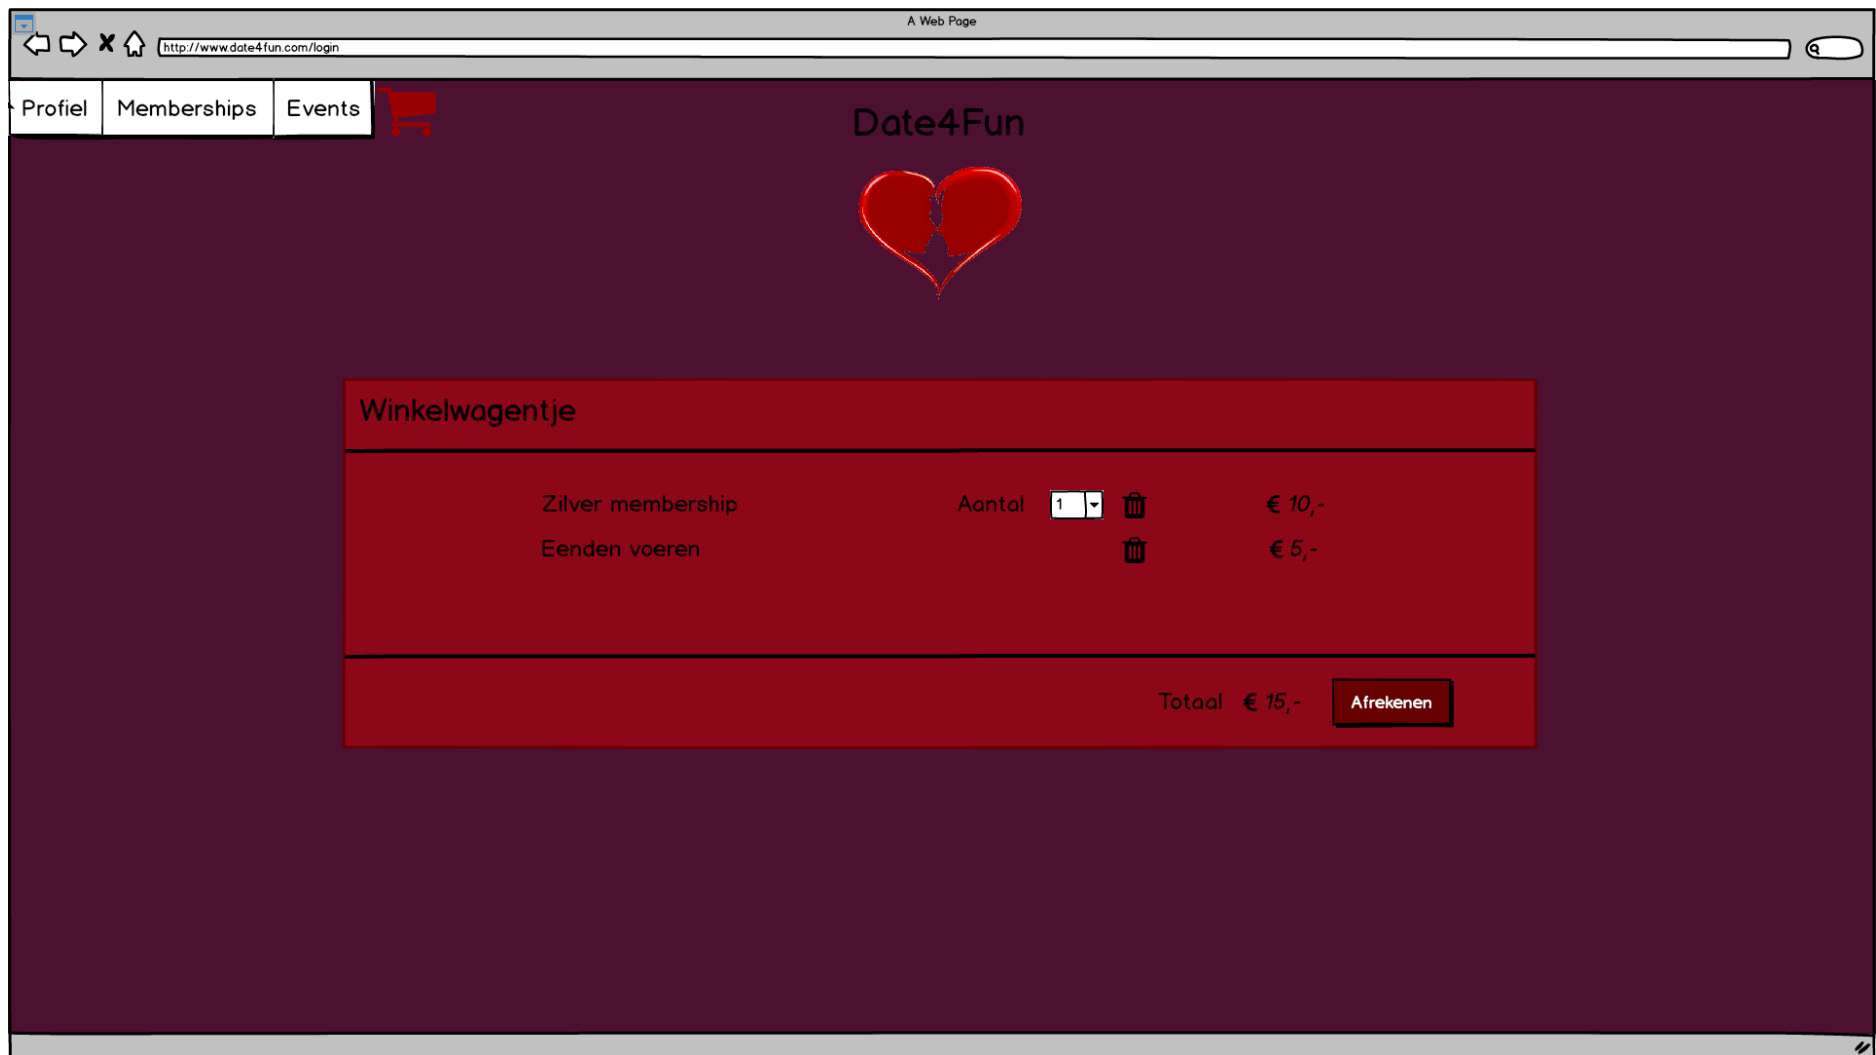 A Web Page
http://www.date4fun.com/login
Profiel Memberships Events
Date4Fun
Winkelwagentje
Zilver membership Aantal 1 € 10,-
Eenden voeren € 5,-
Totaal € 15,- Afrekenen